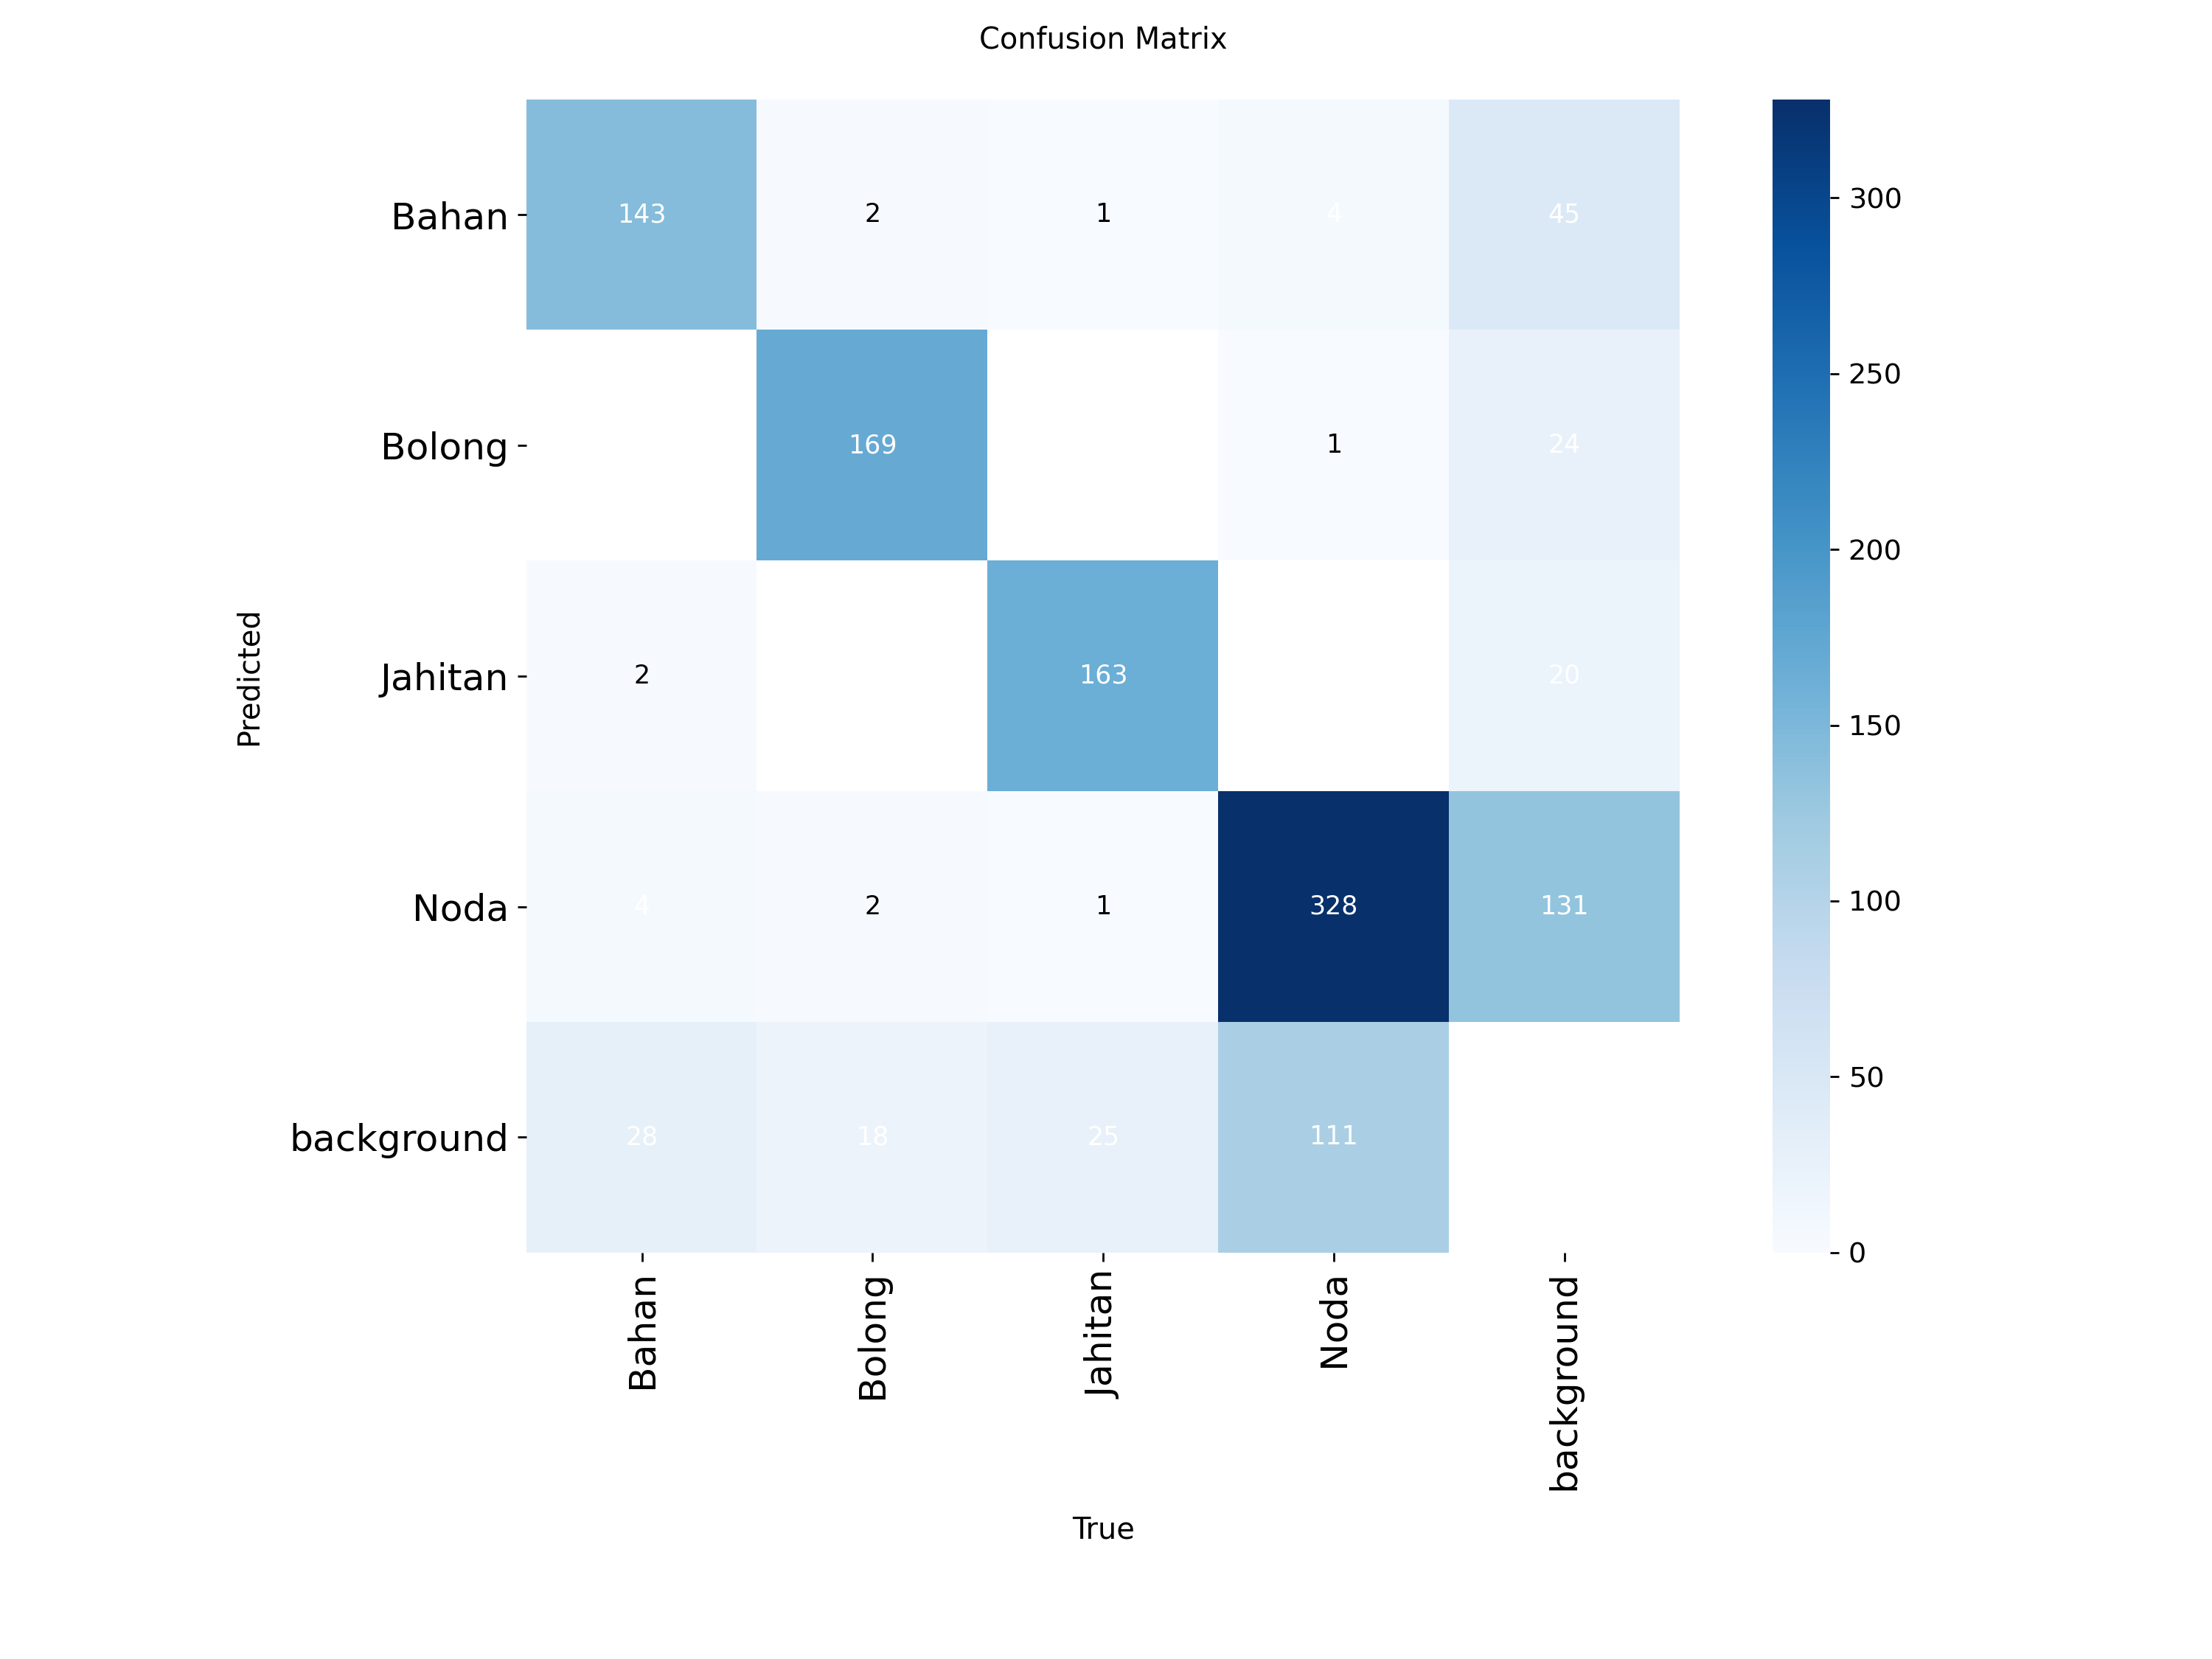 Confusion Matrix
Bahan 143 2 1 4 45
Bolong 169 1 24
Jahitan 2 163 20
Noda 4 2 1 328 131
background 28 18 25 111
Bahan Bolong Jahitan Noda background
True
Predicted
300
250
200
150
100
50
0